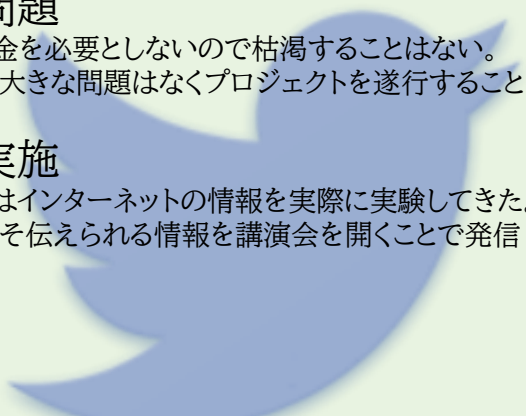 問題
金を必要としないので枯渇することはない。
大きな問題はなくプロジェクトを遂行すること
実施
はインターネットの情報を実際に実験してきた。
そ伝えられる情報を講演会を開くことで発信